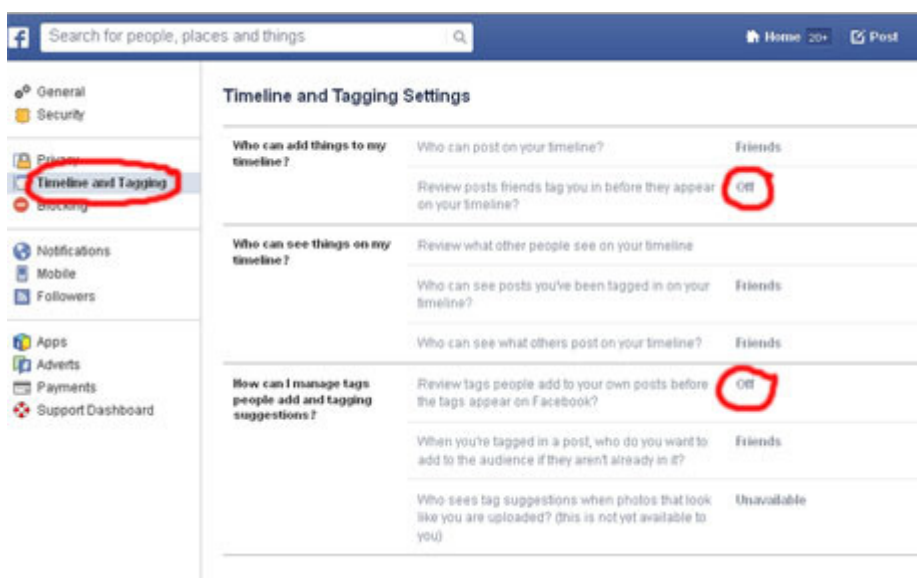 f
Search for people, places and things
Home 20+
Post
General
Security
Privacy
Timeline and Tagging
Blocking
Notifications
Mobile
Followers
Apps
Adverts
Payments
Support Dashboard
Timeline and Tagging Settings
Who can add things to my
timeline?
Who can post on your timeline?
Friends
Review posts friends tag you in before they appear
on your timeline?
Off
Who can see things on my
timeline?
Review what other people see on your timeline
Who can see posts you've been tagged in on your
timeline?
Friends
Who can see what others post on your timeline?
Friends
How can I manage tags
people add and tagging
suggestions?
Review tags people add to your own posts before
the tags appear on Facebook?
Off
When you're tagged in a post, who do you want to
add to the audience if they aren't already in it?
Friends
Who sees tag suggestions when photos that look
like you are uploaded? (this is not yet available to
you)
Unavailable